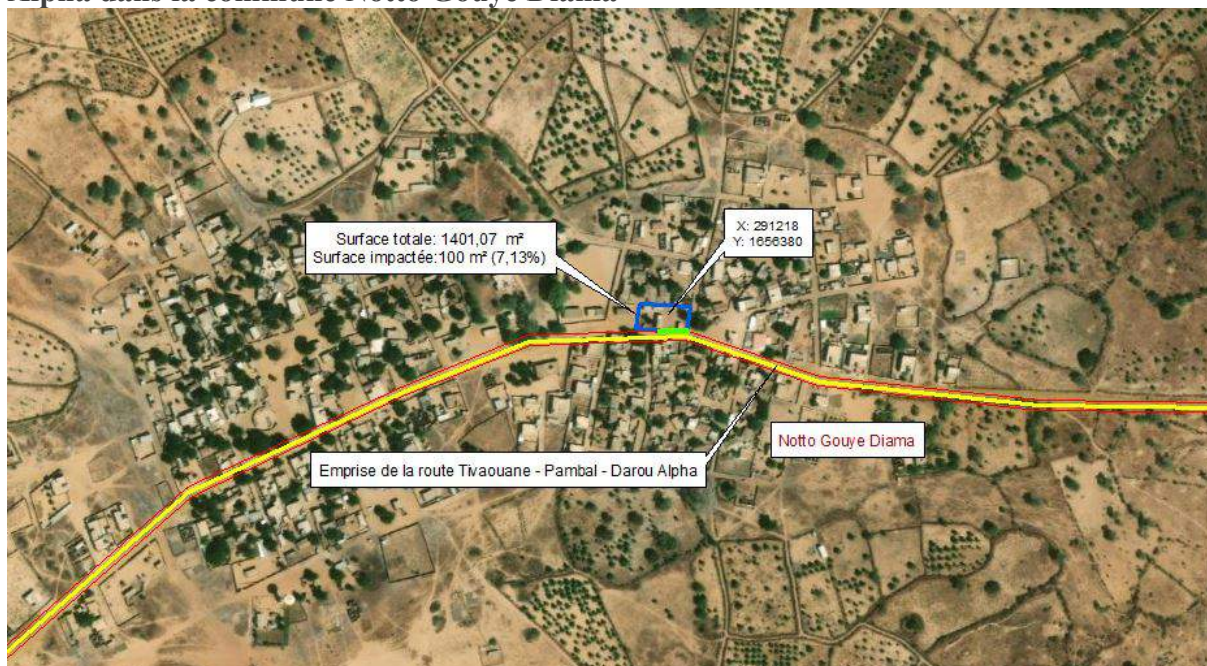 Alpha dans la commune Notto Gouye Diama
Surface totale: 1401,07 m²
Surface impactée:100 m² (7,13%)
X: 291218
Y: 1656380
Notto Gouye Diama
Emprise de la route Tivaouane - Pambal - Darou Alpha